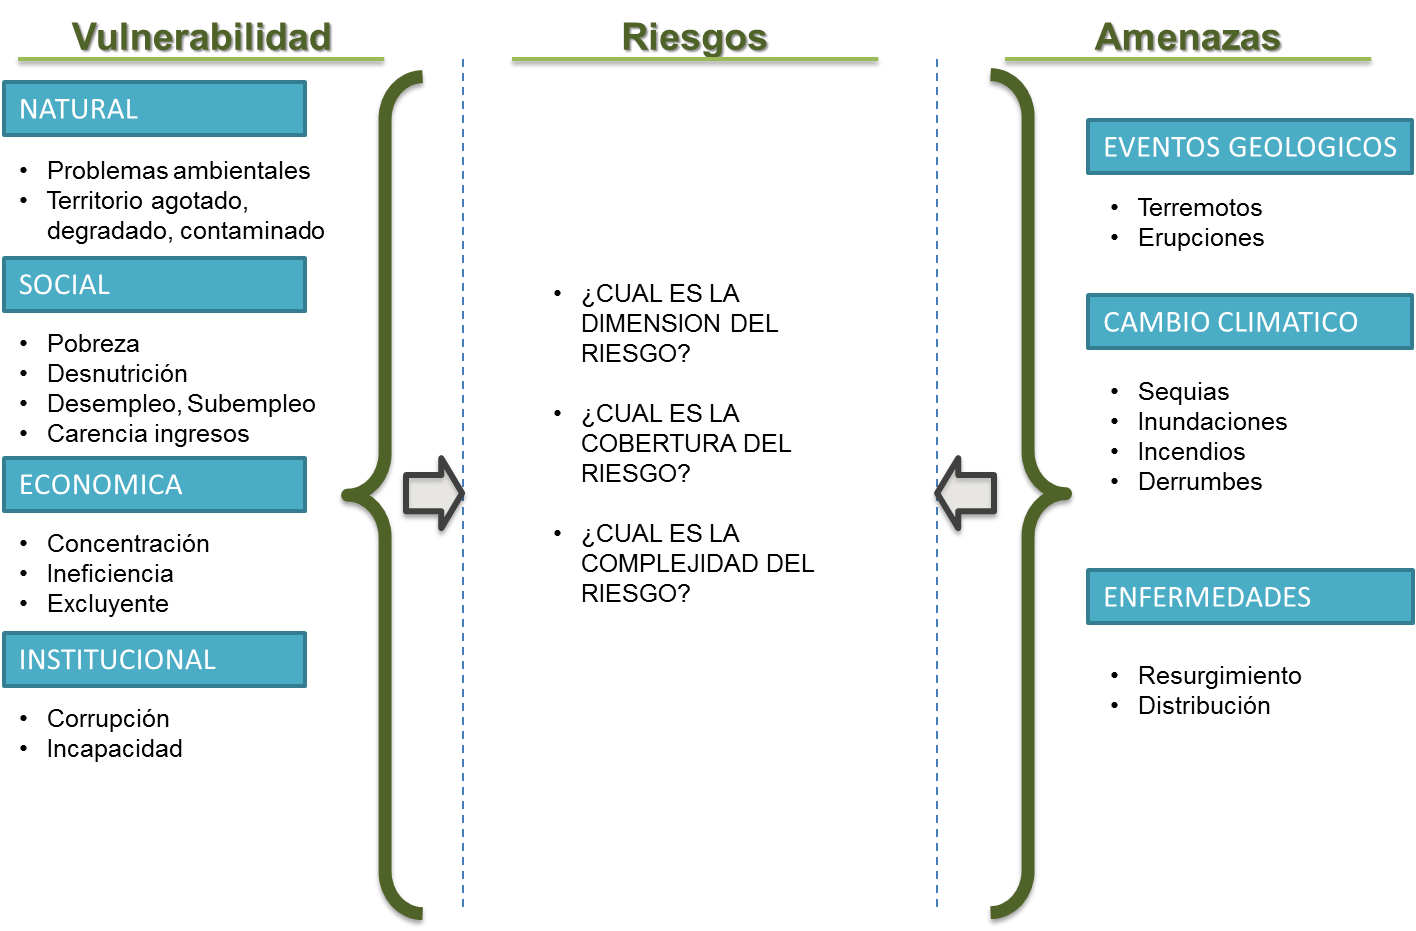 Vulnerabilidad
NATURAL
• Problemas ambientales
• Territorio agotado,
degradado, contaminado
SOCIAL
• Pobreza
• Desnutrición
• Desempleo, Subempleo
• Carencia ingresos
ECONOMICA
• Concentración
• Ineficiencia
• Excluyente
INSTITUCIONAL
• Corrupción
• Incapacidad
Riesgos
• ¿CUAL ES LA
DIMENSION DEL
RIESGO?
• ¿CUAL ES LA
COBERTURA DEL
RIESGO?
• ¿CUAL ES LA
COMPLEJIDAD DEL
RIESGO?
Amenazas
EVENTOS GEOLOGICOS
• Terremotos
• Erupciones
CAMBIO CLIMATICO
• Sequias
• Inundaciones
• Incendios
• Derrumbes
ENFERMEDADES
• Resurgimiento
• Distribución